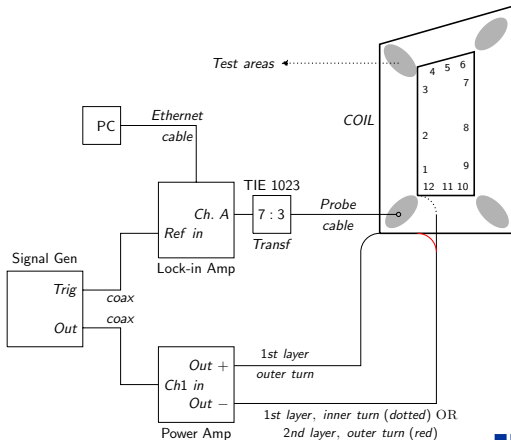 Test areas
COIL
4 5 6
3 7
2 8
1 9
12 11 10
PC
Ethernet
cable
TIE 1023
Ch. A
7 : 3
Probe
cable
Ref in
Transf
Lock-in Amp
Signal Gen
Trig
coax
Out
coax
Out +
1st layer
outer turn
Ch1 in
Out −
Power Amp
1st layer, inner turn (dotted) OR
2nd layer, outer turn (red)